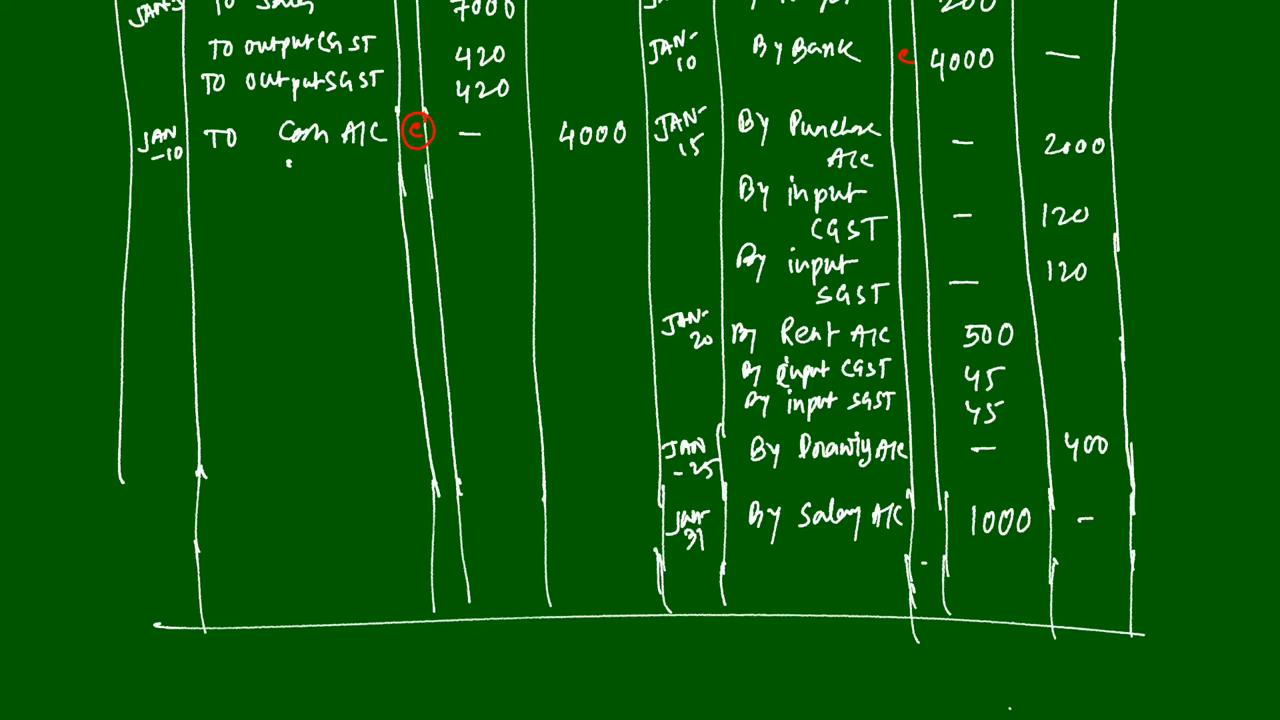 JAN-3 TO Sales 7000
TO output CGST 420
TO output SGST 420
JAN -10 TO Cash A/C C — 4000
200
JAN- 10 By Bank C 4000 —
JAN- 15 By Purchase A/C — 2000
By input CGST — 120
By input SGST — 120
JAN- 20 By Rent A/C 500
By input CGST 45
By input SGST 45
JAN -25 By Drawing A/C — 400
JAN- 31 By Salary A/C 1000 —